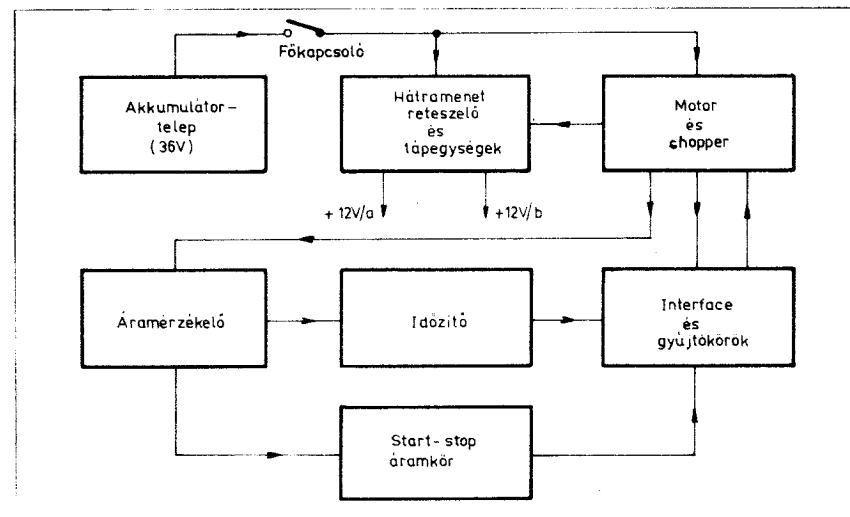 Főkapcsoló
Akkumulátor-
telep
(36V)
Hátramenet
reteszelő
és
tápegységek
Motor
és
chopper
+ 12V/a
+12V/b
Áramérzékelő
Időzítő
Interface
és
gyújtókörök
Start-stop
áramkör